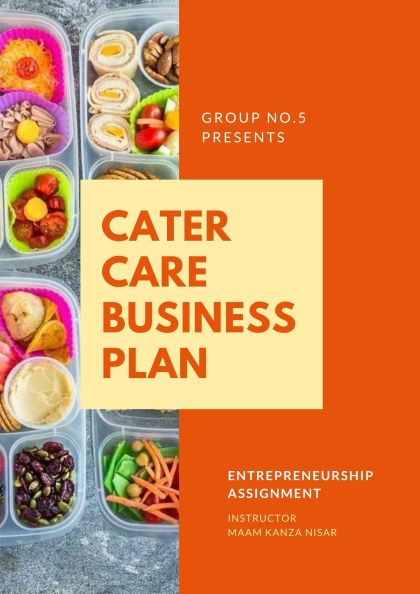 GROUP NO.5
PRESENTS
CATER
CARE
BUSINESS
PLAN
ENTREPRENEURSHIP
ASSIGNMENT
INSTRUCTOR
MAAM KANZA NISAR